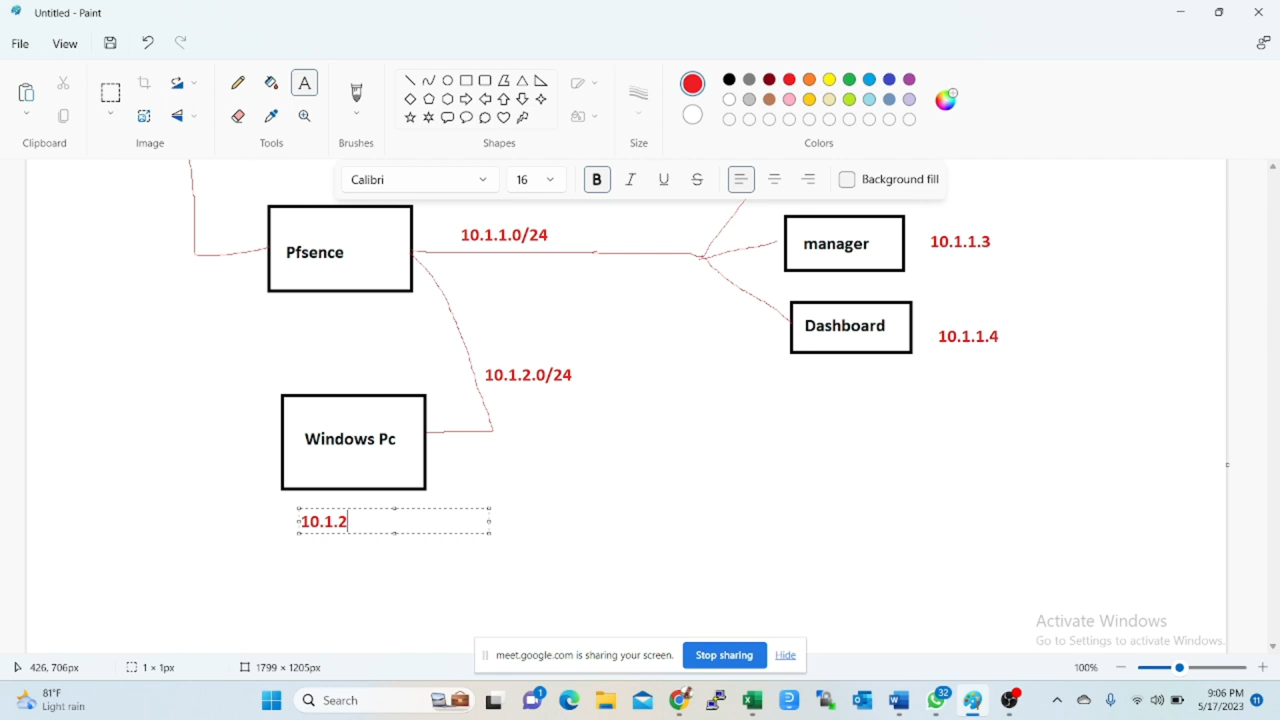 Untitled - Paint
File
View
Clipboard
Image
Tools
Brushes
Shapes
Size
Colors
Calibri
16
B
I
U
S
Background fill
A
Pfsence
10.1.1.0/24
manager
10.1.1.3
Dashboard
10.1.1.4
10.1.2.0/24
Windows Pc
10.1.2
Activate Windows
Go to Settings to activate Windows.
meet.google.com is sharing your screen.
Stop sharing
Hide
1 × 1px
1799 × 1205px
100%
81°F
Light rain
Search
1
32
9:06 PM
5/17/2023
11